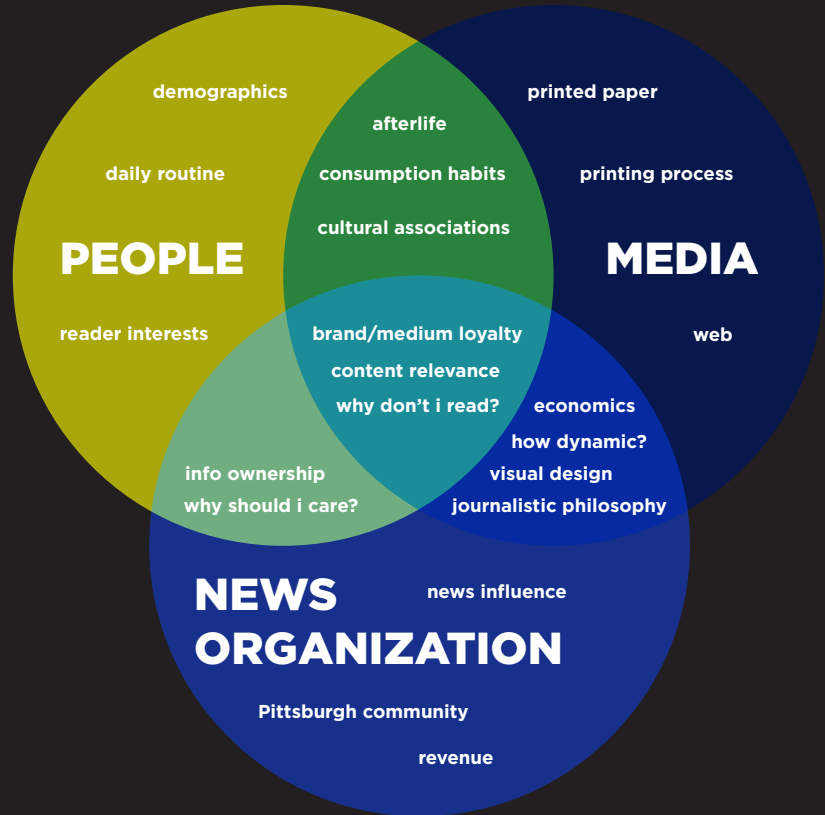 demographics
printed paper
afterlife
daily routine
consumption habits
printing process
cultural associations
PEOPLE
MEDIA
reader interests
brand/medium loyalty
web
content relevance
why don't i read?
economics
how dynamic?
info ownership
visual design
why should i care?
journalistic philosophy
NEWS
ORGANIZATION
news influence
Pittsburgh community
revenue